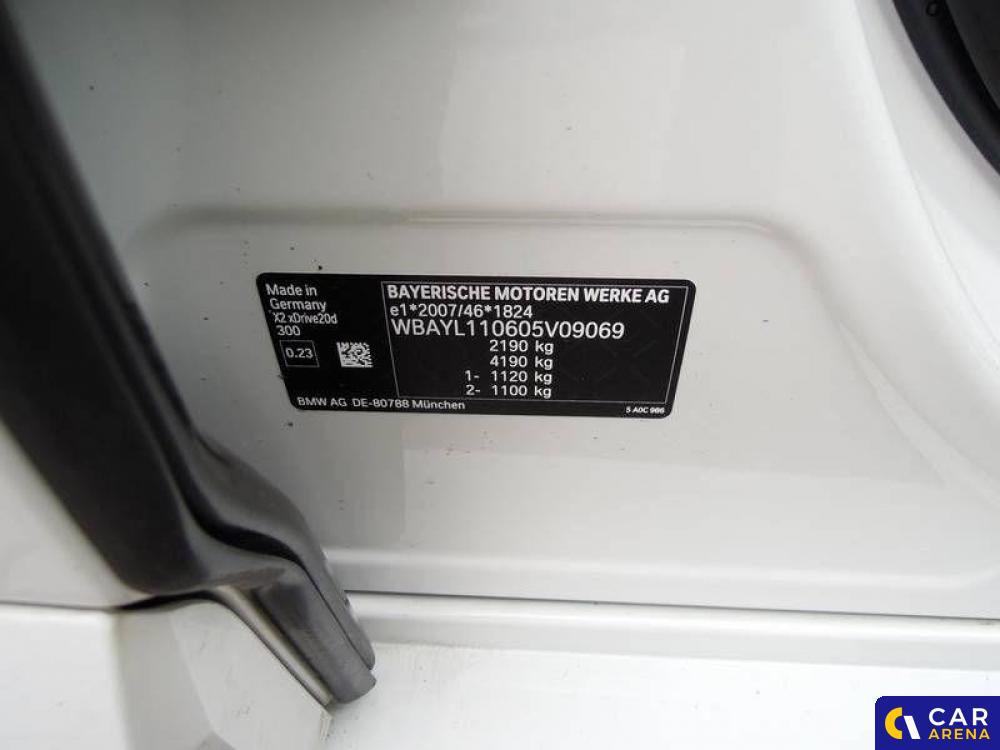 Made in
Germany
X2 xDrive20d
300
0.23
BAYERISCHE MOTOREN WERKE AG
e1*2007/46*1824
WBAYL110605V09069
2190 kg
4190 kg
1- 1120 kg
2- 1100 kg
BMW AG DE-80788 München
5 A0C 986
CAR
ARENA